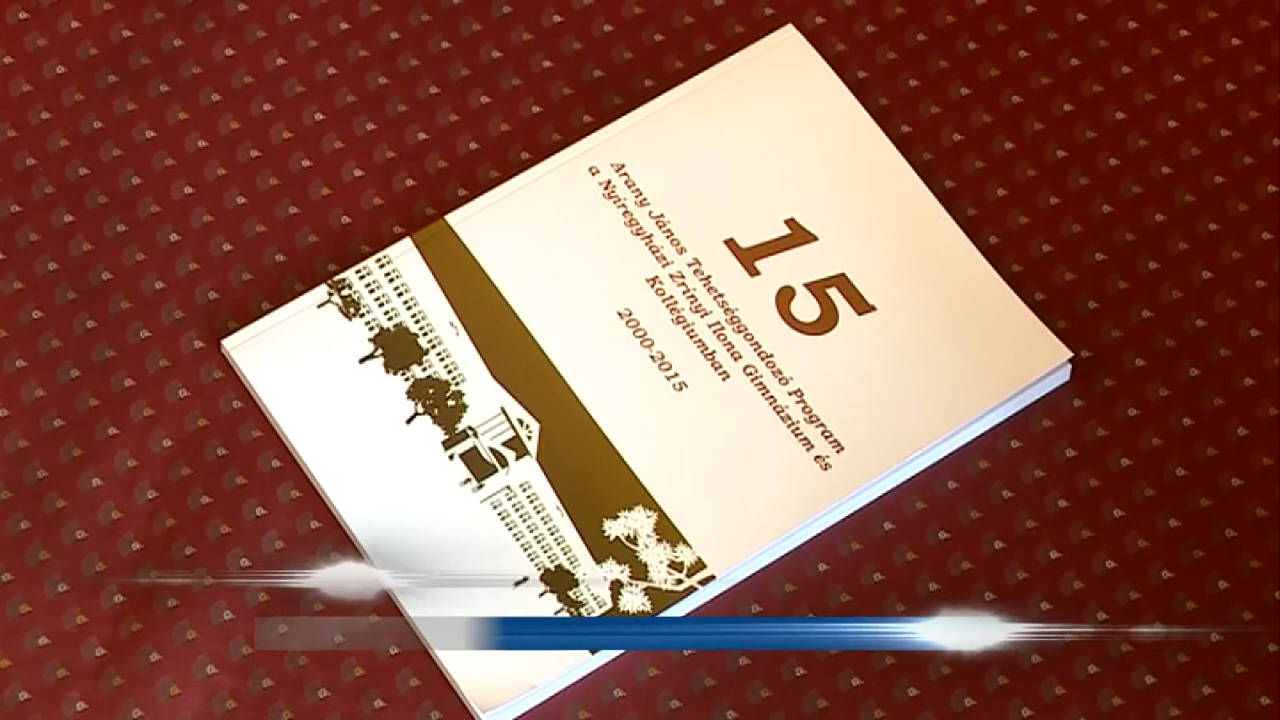 15
Arany János Tehetséggondozó Program
a Nyíregyházi Zrínyi Ilona Gimnázium és
Kollégiumban
2000-2015